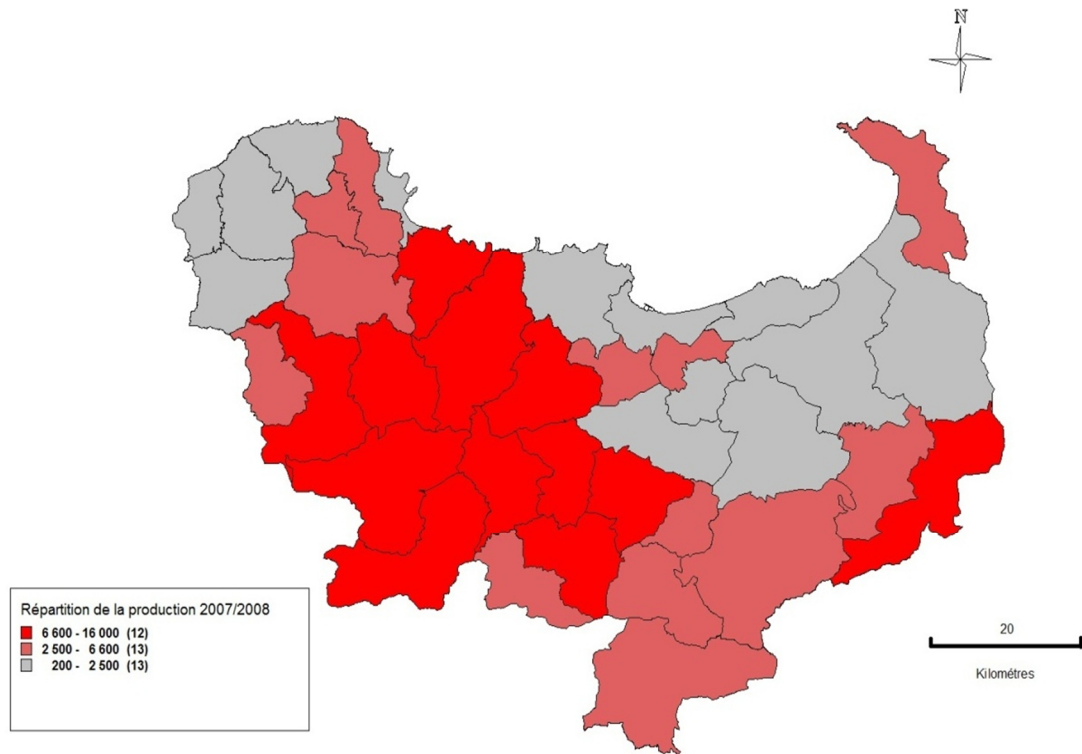 N
Répartition de la production 2007/2008
6 600 - 16 000 (12)
2 500 - 6 600 (13)
200 - 2 500 (13)
20
Kilométres